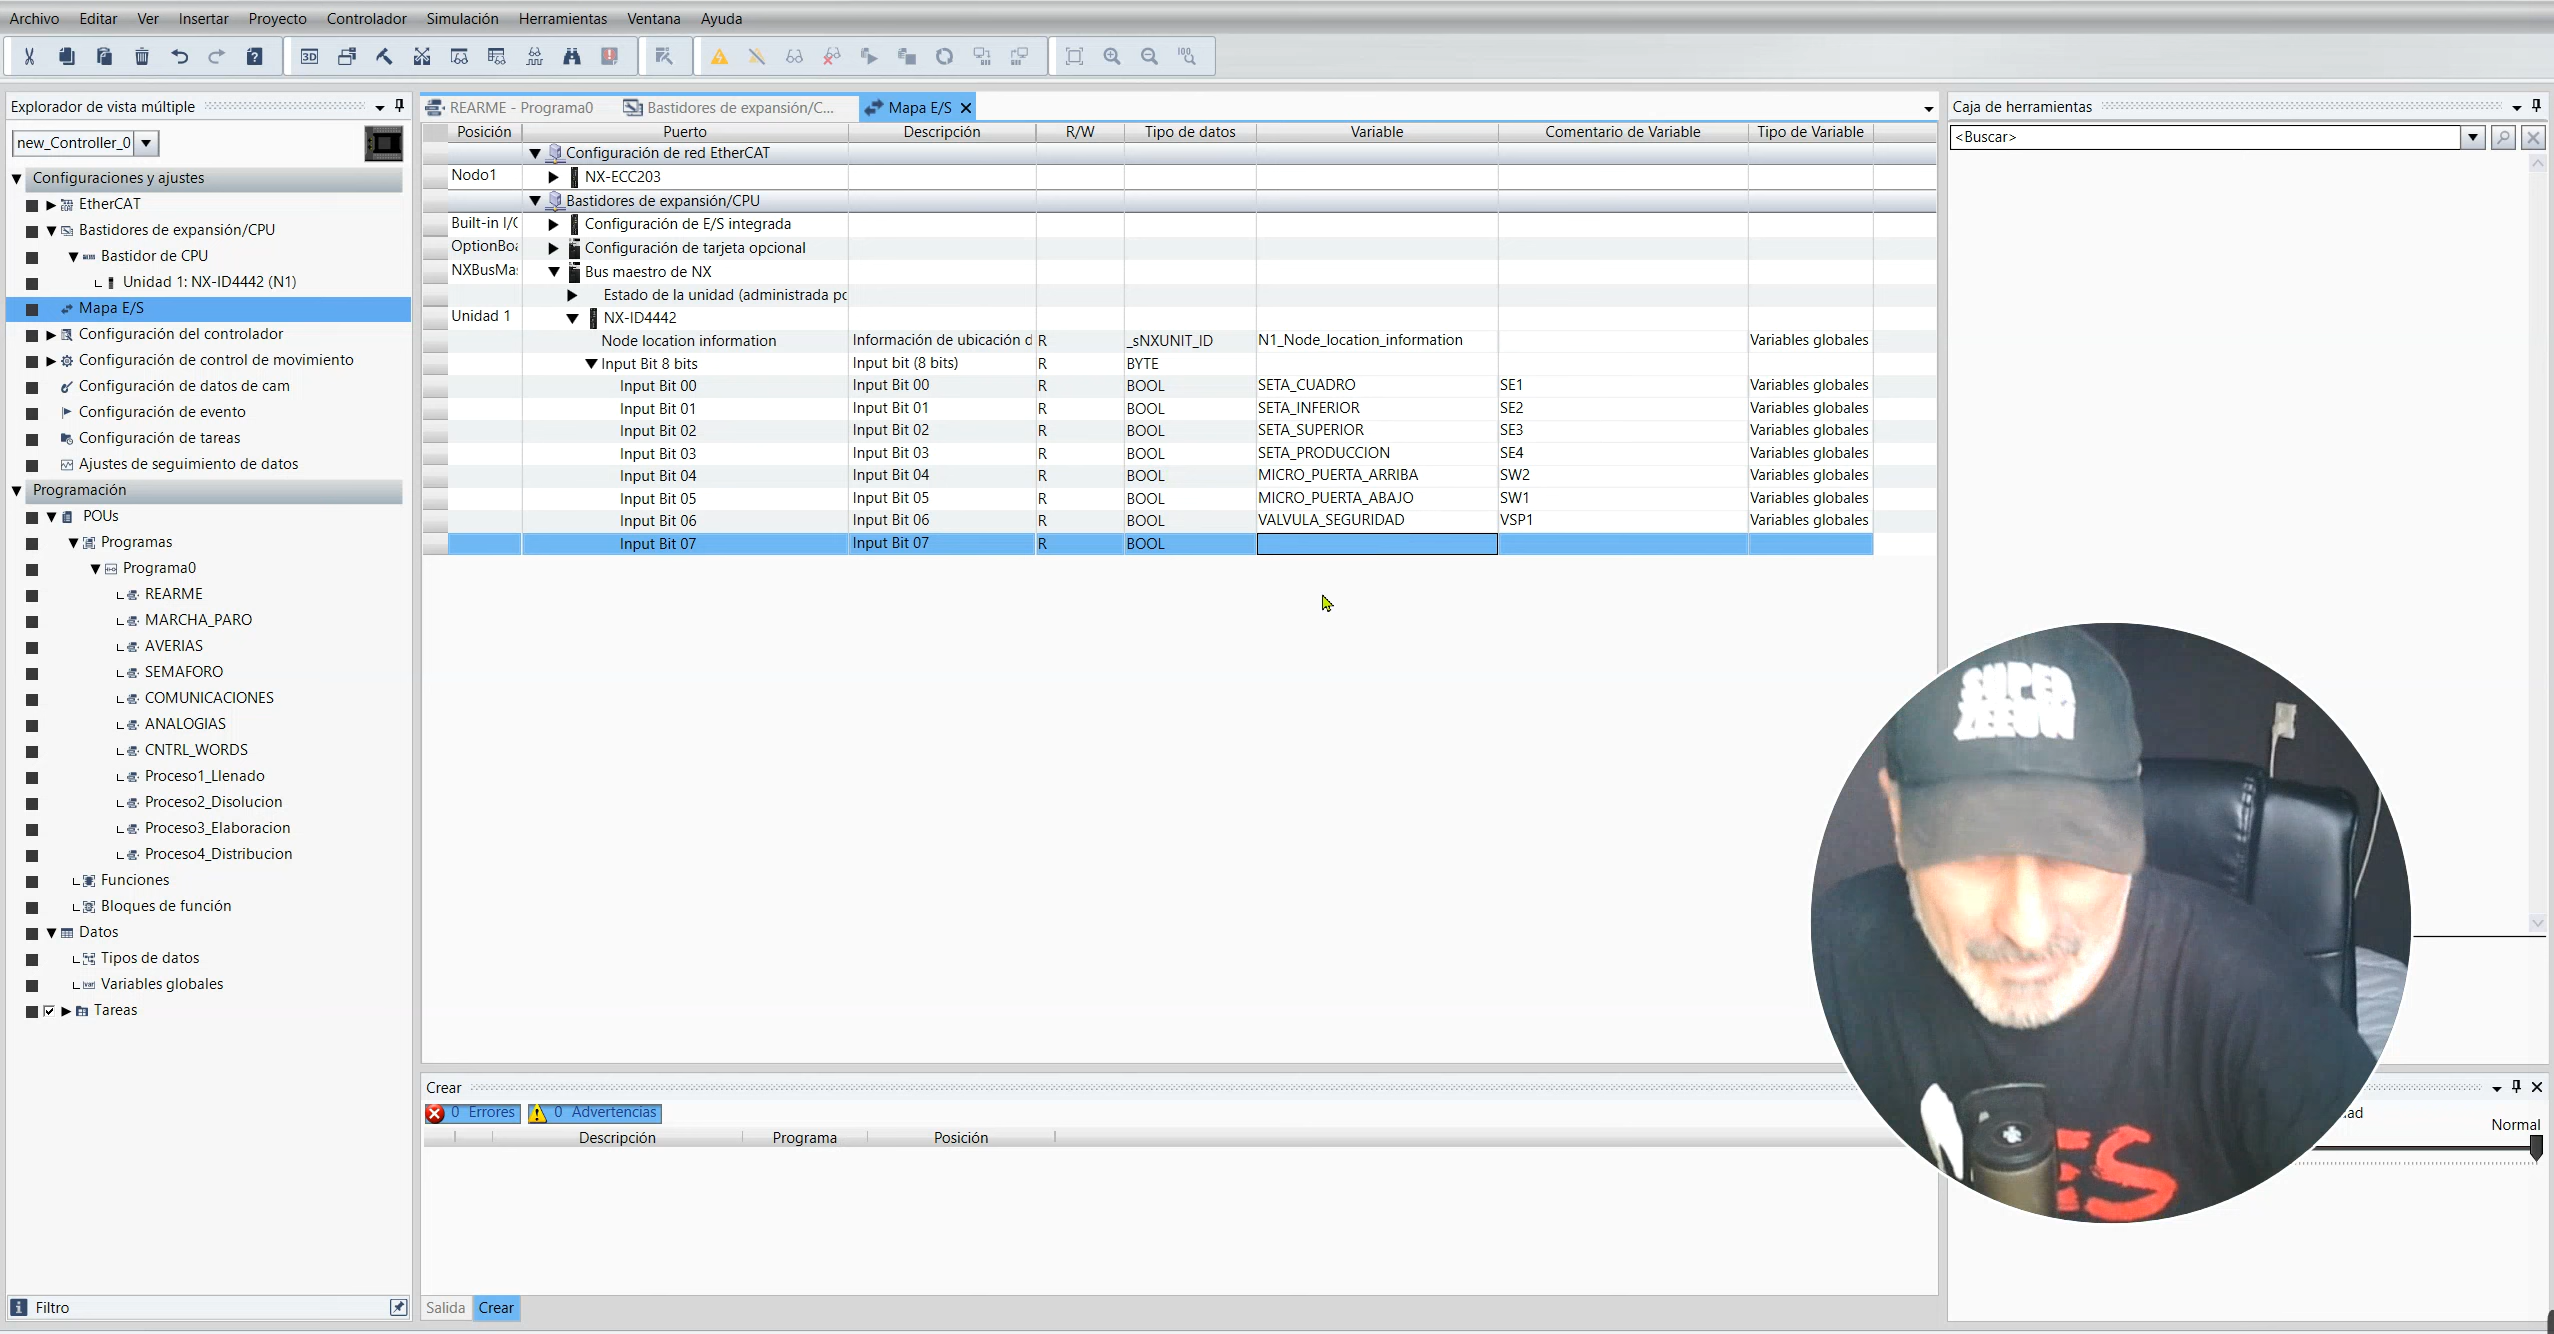 Archivo Editar Ver Insertar Proyecto Controlador Simulación Herramientas Ventana Ayuda
Explorador de vista múltiple
new_Controller_0
Configuraciones y ajustes
EtherCAT
Bastidores de expansión/CPU
Bastidor de CPU
Unidad 1: NX-ID4442 (N1)
Mapa E/S
Configuración del controlador
Configuración de control de movimiento
Configuración de datos de cam
Configuración de evento
Configuración de tareas
Ajustes de seguimiento de datos
Programación
POUs
Programas
Programa0
REARME
MARCHA_PARO
AVERIAS
SEMAFORO
COMUNICACIONES
ANALOGIAS
CNTRL_WORDS
Proceso1_Llenado
Proceso2_Disolucion
Proceso3_Elaboracion
Proceso4_Distribucion
Funciones
Bloques de función
Datos
Tipos de datos
Variables globales
Tareas
Filtro
REARME - Programa0 Bastidores de expansión/C... Mapa E/S
Posición Puerto Descripción R/W Tipo de datos Variable Comentario de Variable Tipo de Variable
Configuración de red EtherCAT
Nodo1 NX-ECC203
Bastidores de expansión/CPU
Built-in I/C Configuración de E/S integrada
OptionBoa Configuración de tarjeta opcional
NXBusMa: Bus maestro de NX
Estado de la unidad (administrada pc
Unidad 1 NX-ID4442
Node location information Información de ubicación d R _sNXUNIT_ID N1_Node_location_information Variables globales
Input Bit 8 bits Input bit (8 bits) R BYTE
Input Bit 00 Input Bit 00 R BOOL SETA_CUADRO SE1 Variables globales
Input Bit 01 Input Bit 01 R BOOL SETA_INFERIOR SE2 Variables globales
Input Bit 02 Input Bit 02 R BOOL SETA_SUPERIOR SE3 Variables globales
Input Bit 03 Input Bit 03 R BOOL SETA_PRODUCCION SE4 Variables globales
Input Bit 04 Input Bit 04 R BOOL MICRO_PUERTA_ARRIBA SW2 Variables globales
Input Bit 05 Input Bit 05 R BOOL MICRO_PUERTA_ABAJO SW1 Variables globales
Input Bit 06 Input Bit 06 R BOOL VALVULA_SEGURIDAD VSP1 Variables globales
Input Bit 07 Input Bit 07 R BOOL
Crear
0 Errores 0 Advertencias
Descripción Programa Posición
Salida Crear
Caja de herramientas
<Buscar>
SUPER
ES
ad
Normal
3D
100